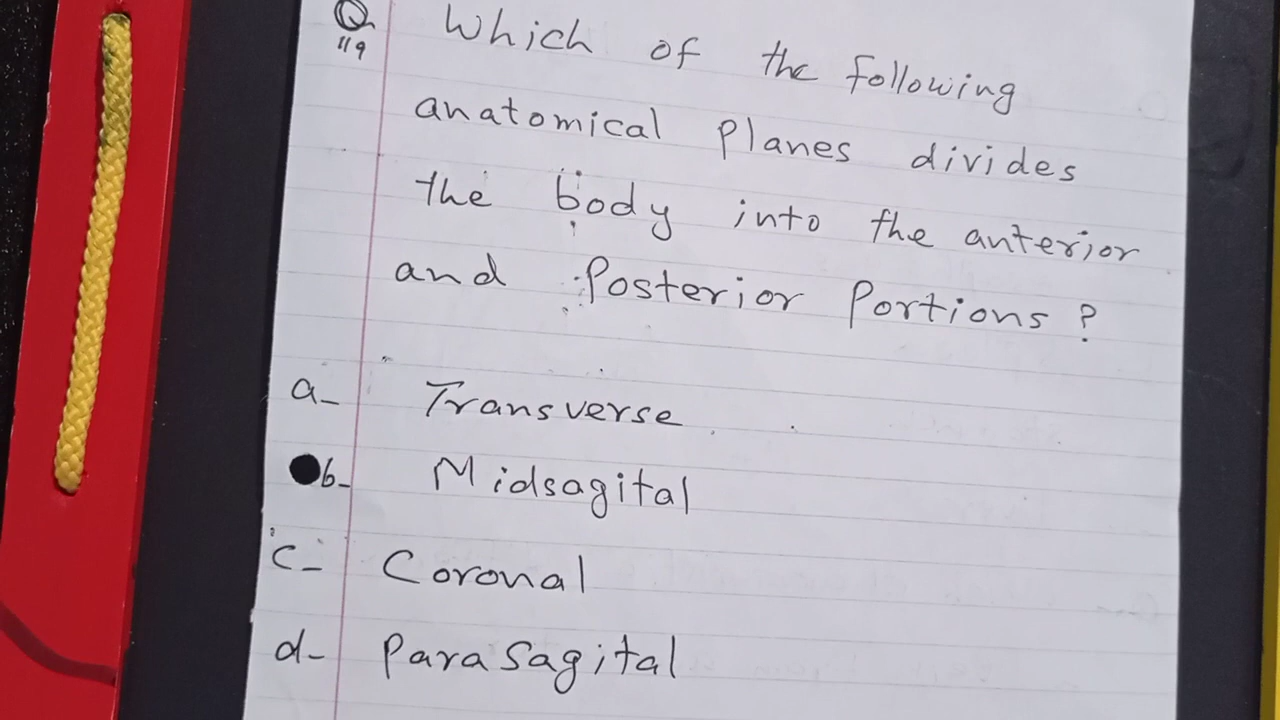 Q
119
Which of the following
anatomical Planes divides
the body into the anterior
and Posterior Portions ?
a- Transverse
b- Midsagital
c- Coronal
d- Parasagital